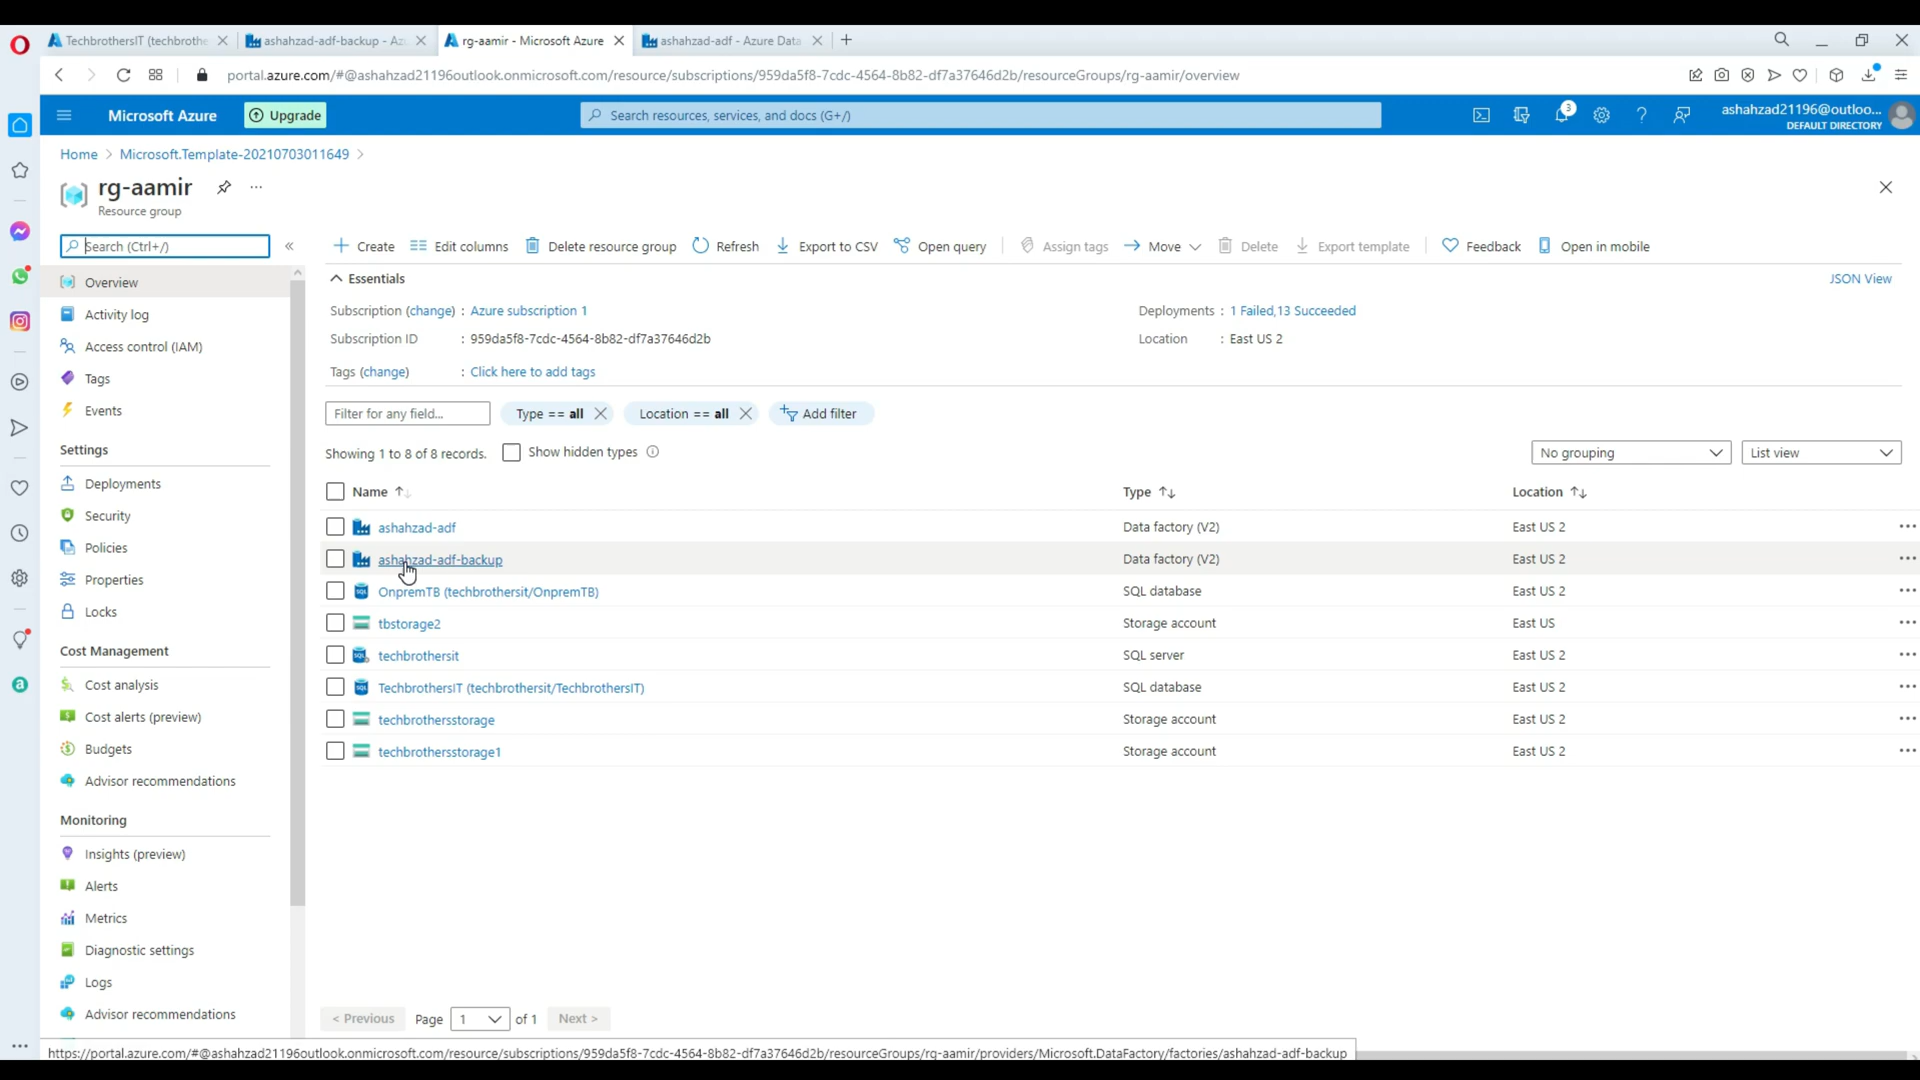 TechbrothersIT (techbrothe
ashahzad-adf-backup - Az
rg-aamir - Microsoft Azure
ashahzad-adf - Azure Data
portal.azure.com/#@ashahzad21196outlook.onmicrosoft.com/resource/subscriptions/959da5f8-7cdc-4564-8b82-df7a37646d2b/resourceGroups/rg-aamir/overview
Microsoft Azure
Upgrade
Search resources, services, and docs (G+/)
3
ashahzad21196@outloo...
DEFAULT DIRECTORY
Home > Microsoft.Template-20210703011649 >
rg-aamir
Resource group
Search (Ctrl+/)
Create
Edit columns
Delete resource group
Refresh
Export to CSV
Open query
Assign tags
Move
Delete
Export template
Feedback
Open in mobile
Overview
Activity log
Access control (IAM)
Tags
Events
Settings
Deployments
Security
Policies
Properties
Locks
Cost Management
Cost analysis
Cost alerts (preview)
Budgets
Advisor recommendations
Monitoring
Insights (preview)
Alerts
Metrics
Diagnostic settings
Logs
Advisor recommendations
Essentials
JSON View
Subscription (change) : Azure subscription 1
Deployments : 1 Failed,13 Succeeded
Subscription ID : 959da5f8-7cdc-4564-8b82-df7a37646d2b
Location : East US 2
Tags (change) : Click here to add tags
Filter for any field...
Type == all
Location == all
Add filter
Showing 1 to 8 of 8 records.
Show hidden types
No grouping
List view
Name Type Location
ashahzad-adf Data factory (V2) East US 2
ashahzad-adf-backup Data factory (V2) East US 2
OnpremTB (techbrothersit/OnpremTB) SQL database East US 2
tbstorage2 Storage account East US
techbrothersit SQL server East US 2
TechbrothersIT (techbrothersit/TechbrothersIT) SQL database East US 2
techbrothersstorage Storage account East US 2
techbrothersstorage1 Storage account East US 2
< Previous Page 1 of 1 Next >
https://portal.azure.com/#@ashahzad21196outlook.onmicrosoft.com/resource/subscriptions/959da5f8-7cdc-4564-8b82-df7a37646d2b/resourceGroups/rg-aamir/providers/Microsoft.DataFactory/factories/ashahzad-adf-backup